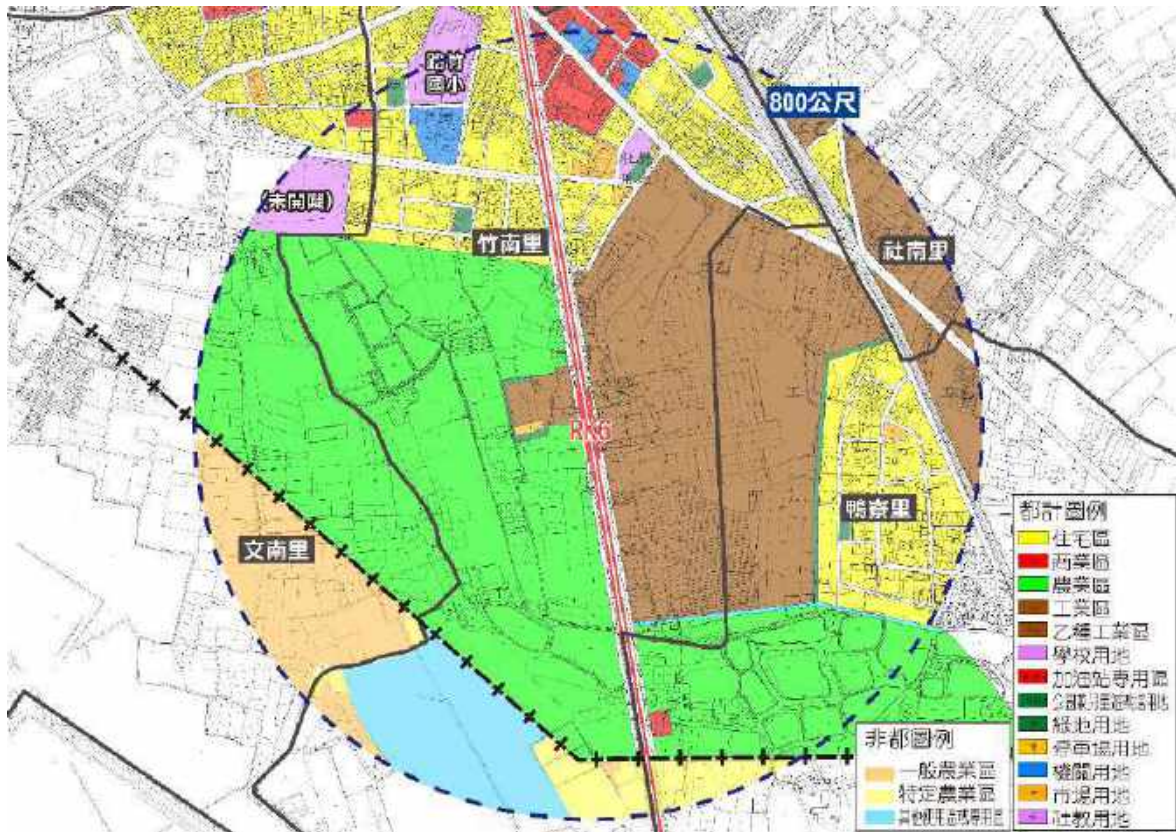 路竹
國小
800公尺
(未開闢)
竹南里
社南里
RK6
鴨寮里
文南里
都計圖例
住宅區
商業區
農業區
工業區
乙種工業區
學校用地
加油站專用區
綠地用地
停車場用地
機關用地
市場用地
社教用地
非都圖例
一般農業區
特定農業區